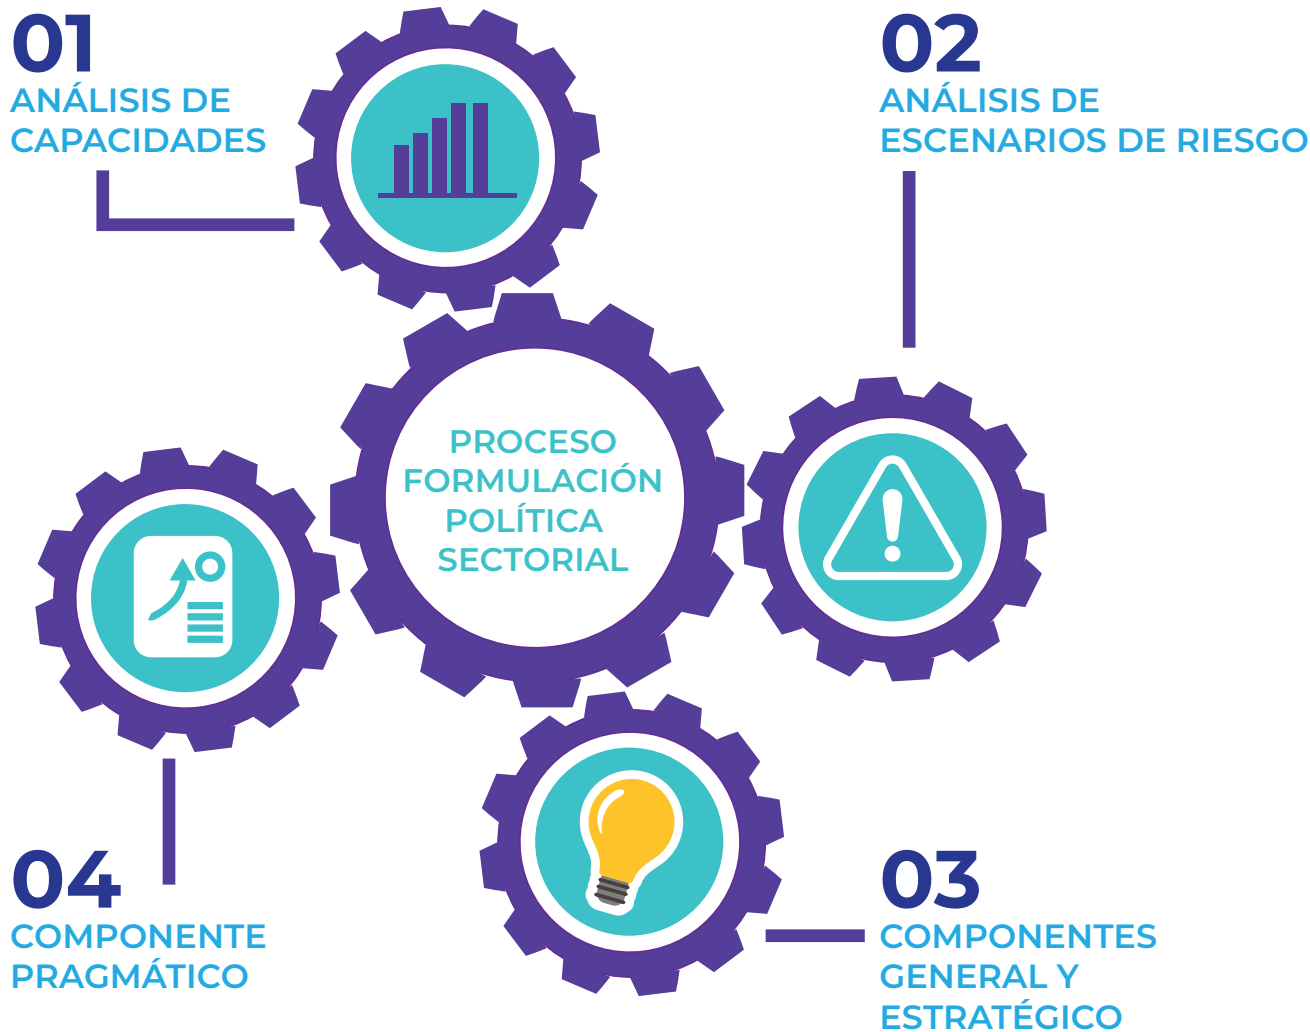 01
ANÁLISIS DE
CAPACIDADES
02
ANÁLISIS DE
ESCENARIOS DE RIESGO
PROCESO
FORMULACIÓN
POLÍTICA
SECTORIAL
03
COMPONENTES
GENERAL Y
ESTRATÉGICO
04
COMPONENTE
PRAGMÁTICO